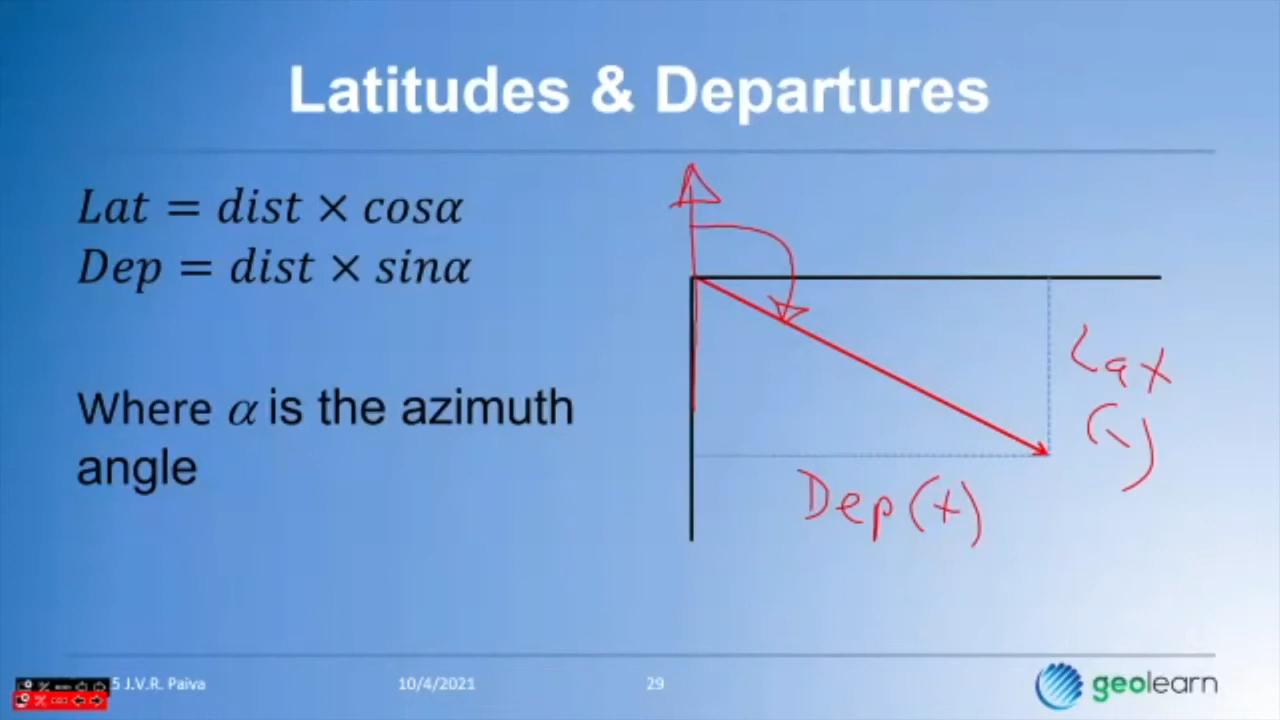 Latitudes & Departures
Lat = dist × cosα
Dep = dist × sinα
Where α is the azimuth
angle
Lat
Dep(x)
5 J.V.R. Paiva
10/4/2021
29
geolearn